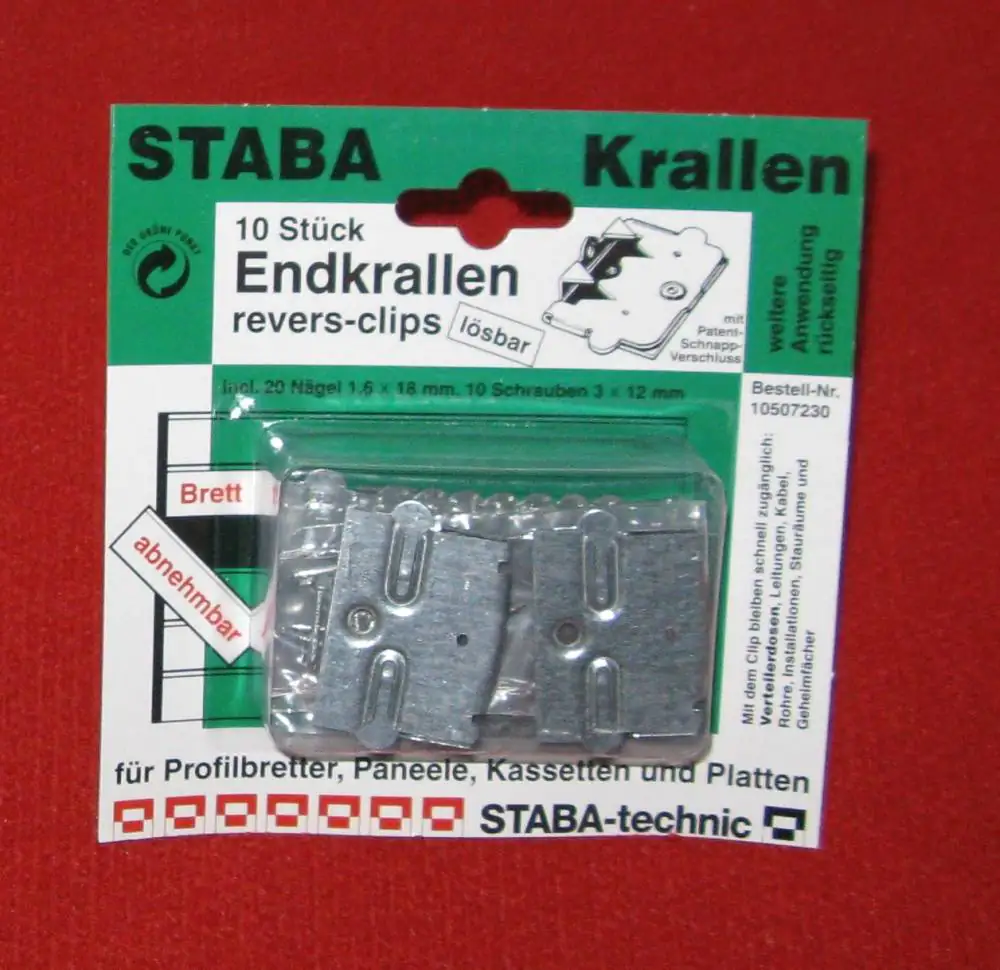 STABA Krallen
DER GRÜNE PUNKT
10 Stück
Endkrallen
revers-clips
lösbar
mit
Patent-
Schnapp-
Verschluss
weitere
Anwendung
rückseitig
incl. 20 Nägel 1.6 x 18 mm. 10 Schrauben 3 x 12 mm
Bestell-Nr.
10507230
Brett
abnehmbar
Mit dem Clip bleiben schnell zugänglich:
Verteilerdosen, Leitungen, Kabel,
Rohre, Installationen, Stauräume und
Geheimfächer
für Profilbretter, Paneele, Kassetten und Platten
STABA-technic